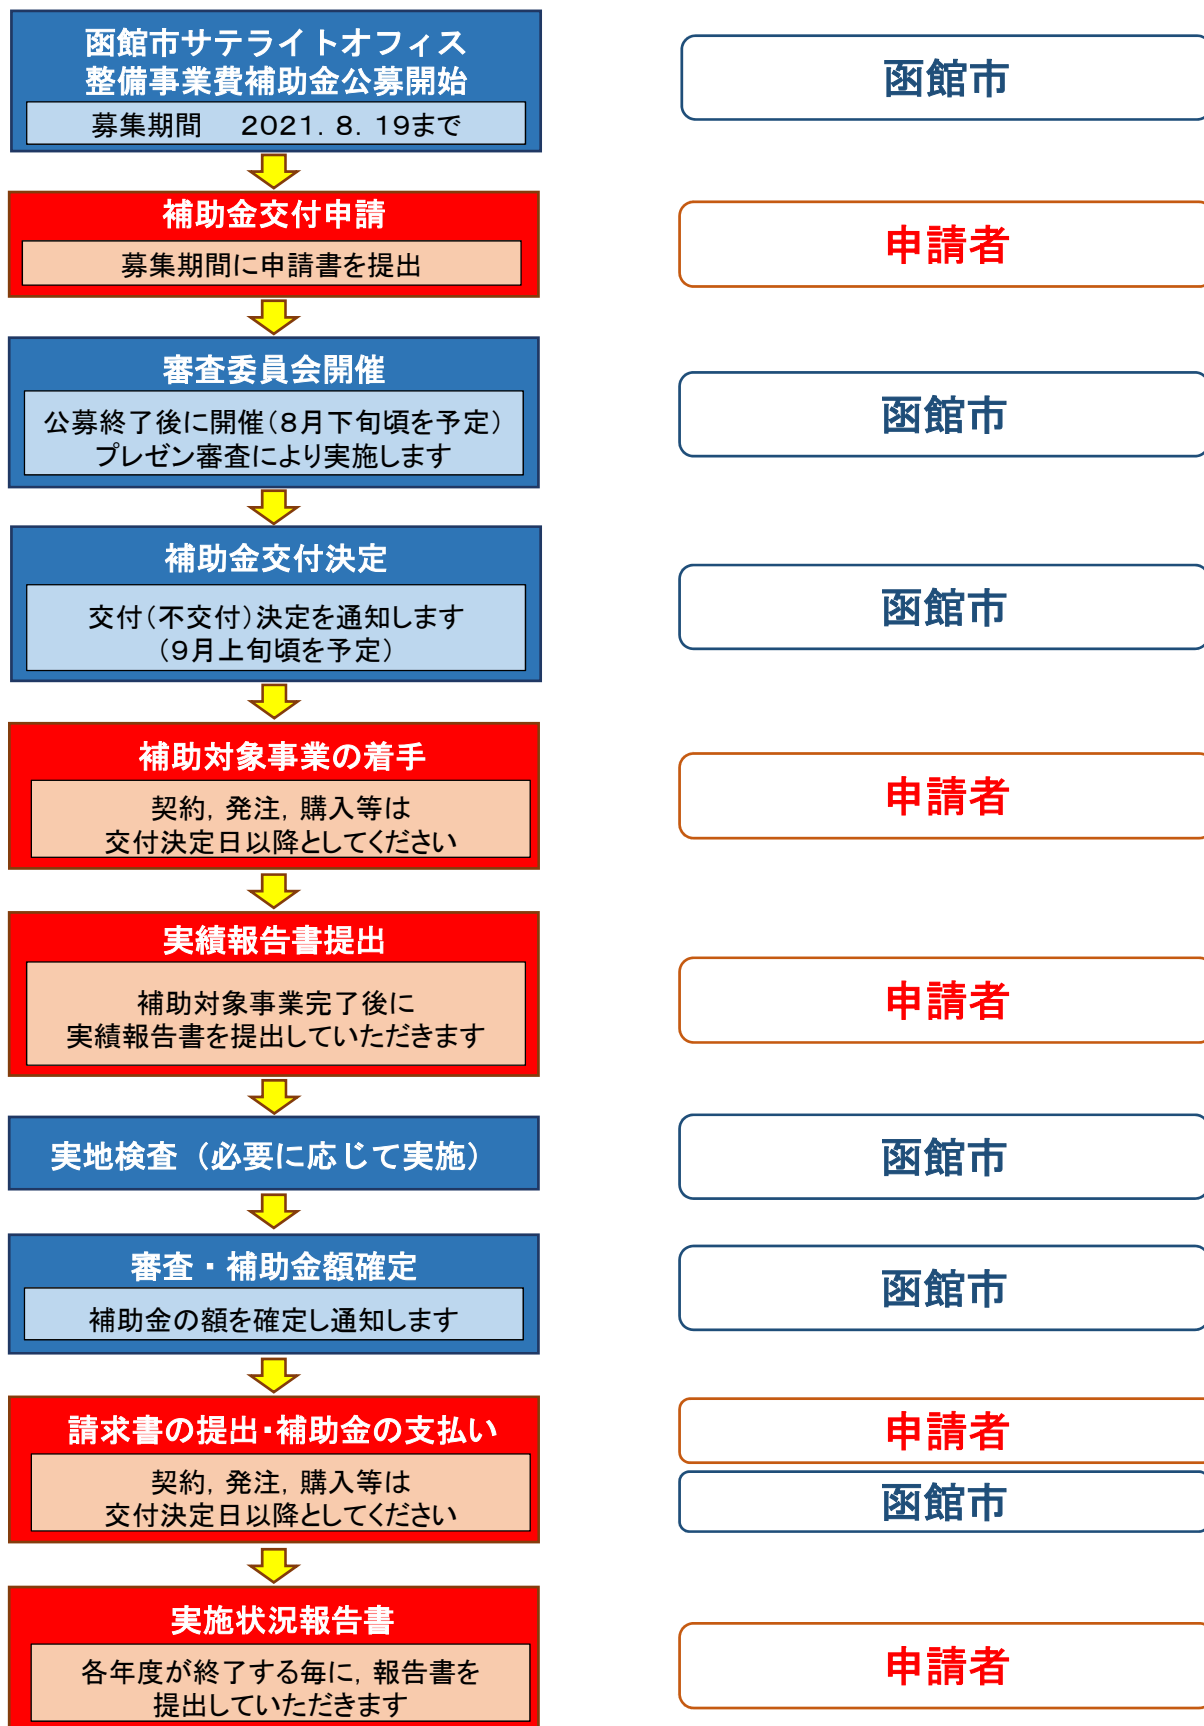 函館市サテライトオフィス
整備事業費補助金公募開始
募集期間　2021．8．19まで
函館市
補助金交付申請
募集期間に申請書を提出
申請者
審査委員会開催
公募終了後に開催（8月下旬頃を予定）
プレゼン審査により実施します
函館市
補助金交付決定
交付（不交付）決定を通知します
（9月上旬頃を予定）
函館市
補助対象事業の着手
契約，発注，購入等は
交付決定日以降としてください
申請者
実績報告書提出
補助対象事業完了後に
実績報告書を提出していただきます
申請者
実地検査（必要に応じて実施）
函館市
審査・補助金額確定
補助金の額を確定し通知します
函館市
請求書の提出・補助金の支払い
契約，発注，購入等は
交付決定日以降としてください
申請者
函館市
実施状況報告書
各年度が終了する毎に，報告書を
提出していただきます
申請者